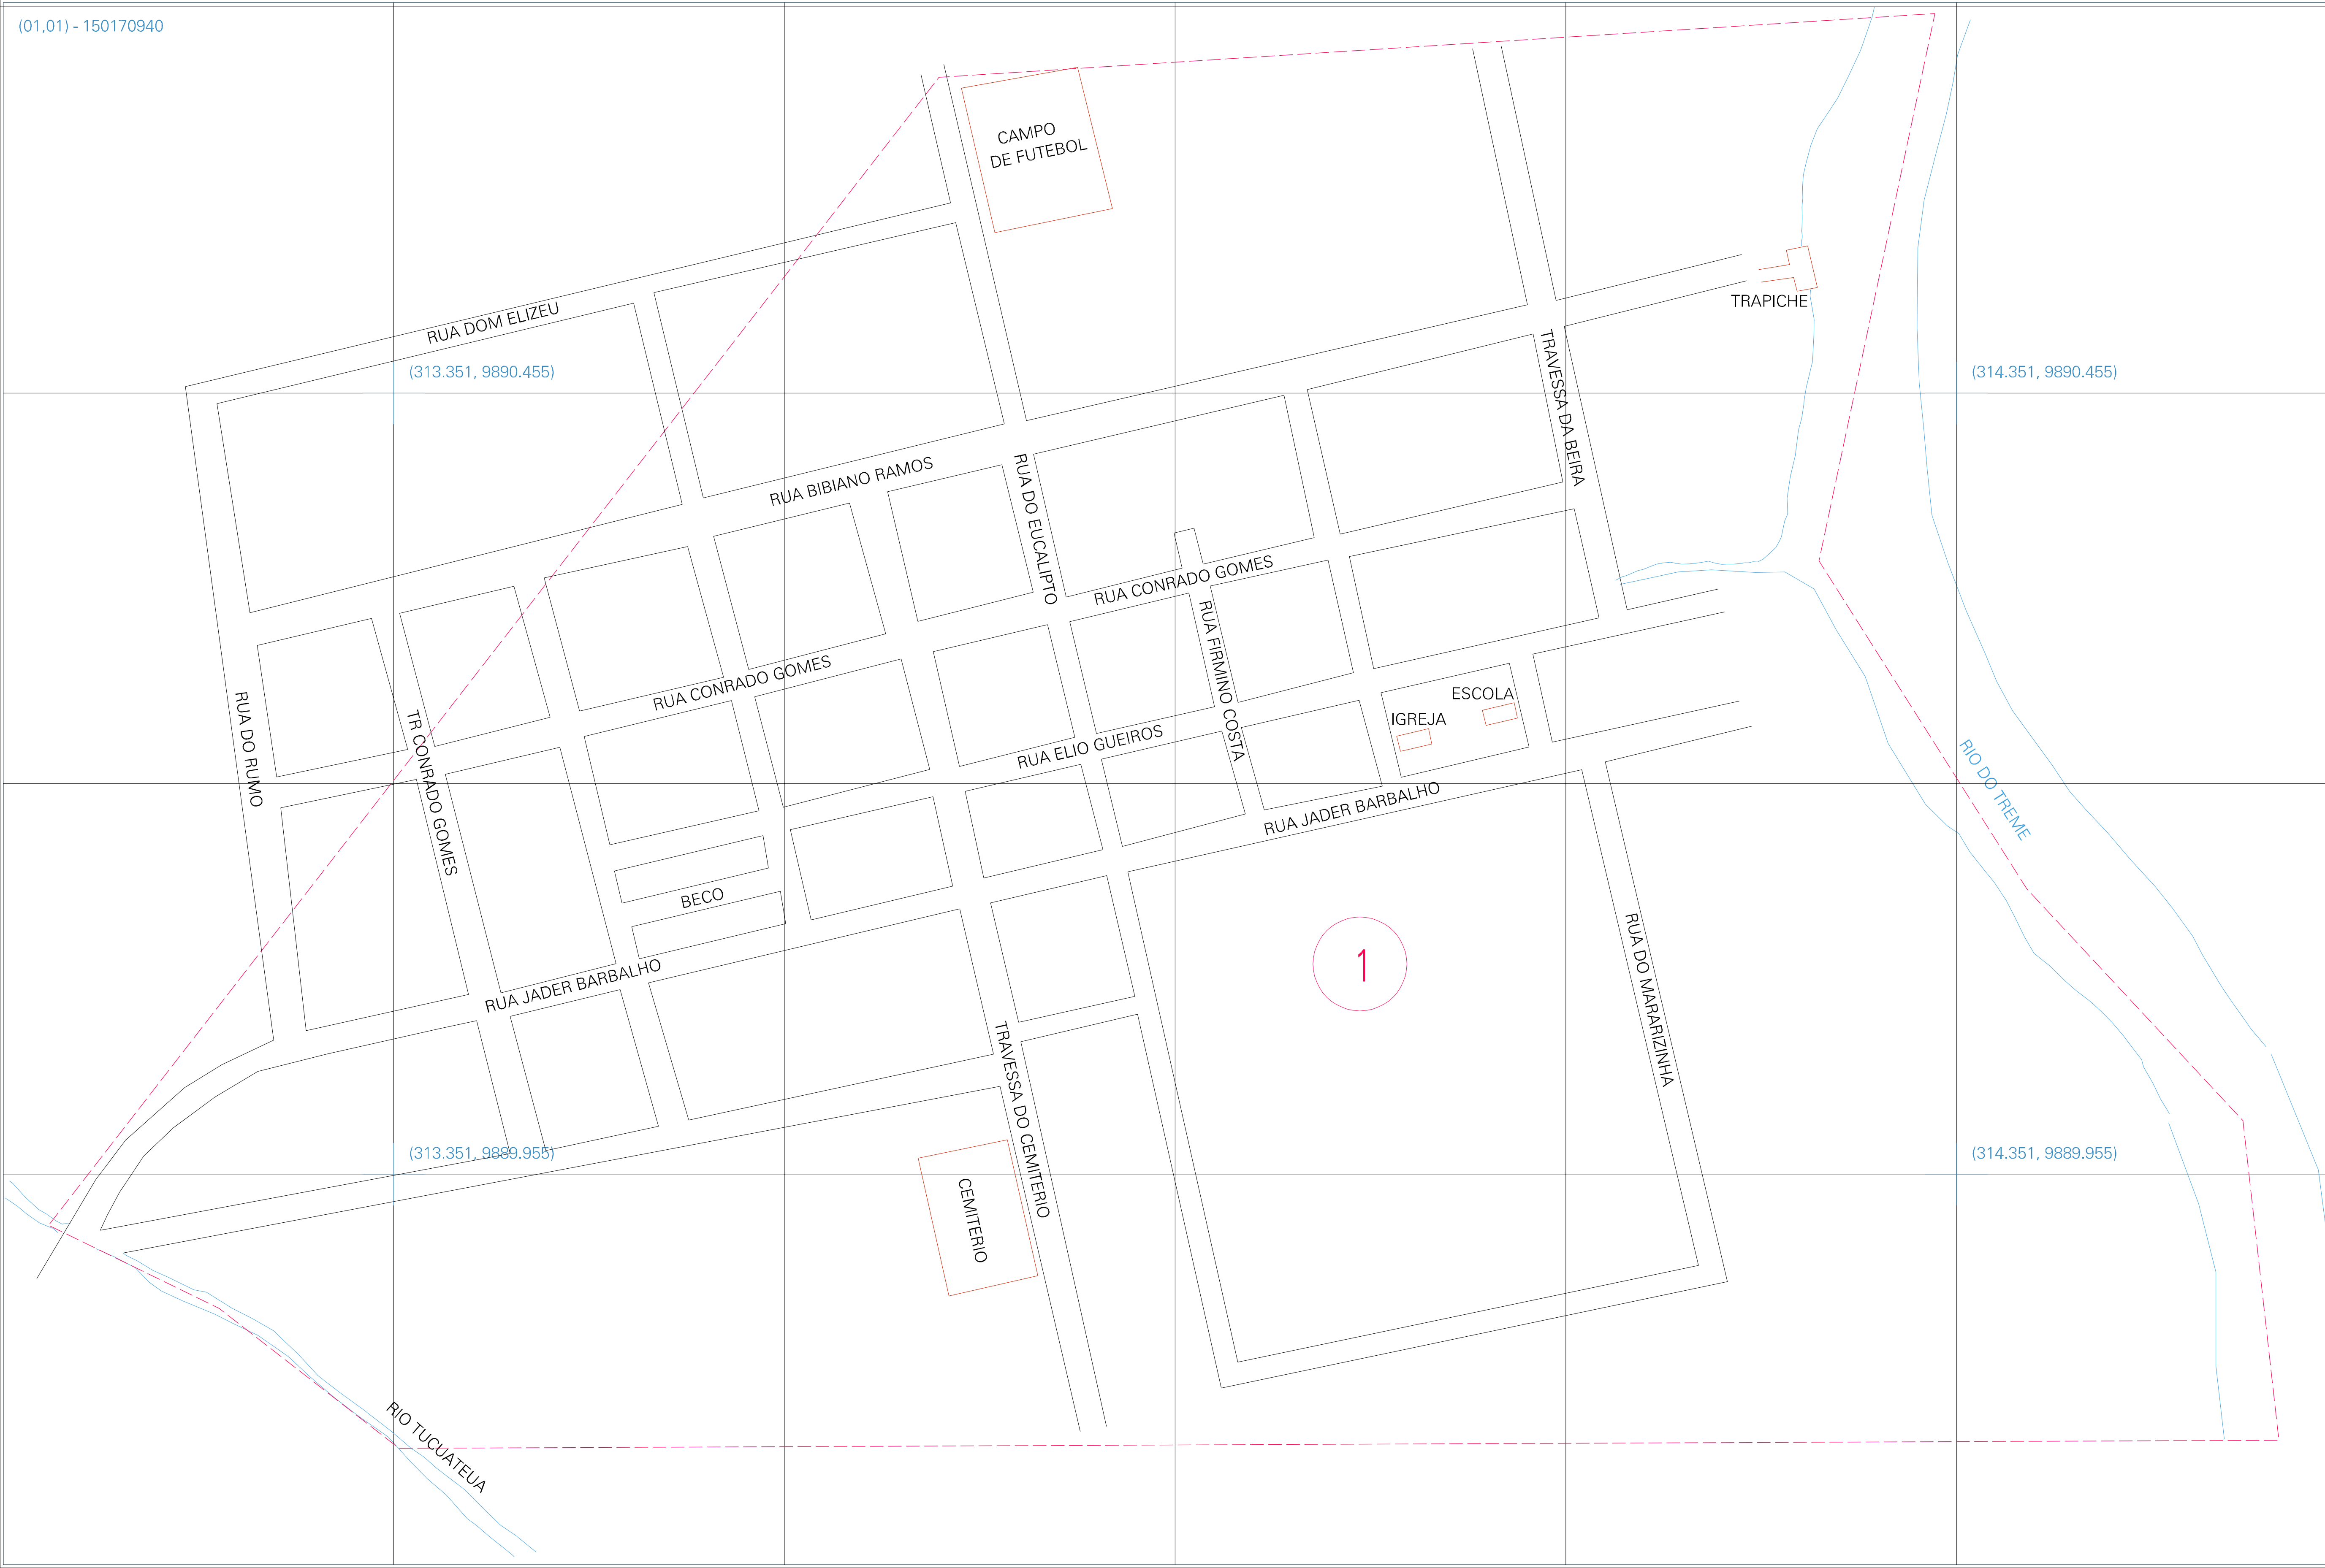 (01,01) - 150170940
CAMPO
DE FUTEBOL
TRAPICHE
RUA DOM ELIZEU
(313.351, 9890.455)
(314.351, 9890.455)
TRAVESSA DA BEIRA
RUA BIBIANO RAMOS
RUA DO EUCALIPTO
RUA CONRADO GOMES
RUA FIRMINO COSTA
RUA CONRADO GOMES
ESCOLA
IGREJA
RUA DO RUMO
TR CONRADO GOMES
RUA ELIO GUEIROS
RIO DO TREME
RUA JADER BARBALHO
BECO
RUA JADER BARBALHO
1
RUA DO MARARIZINHA
TRAVESSA DO CEMITERIO
(313.351, 9889.955)
(314.351, 9889.955)
CEMITERIO
RIO TUCUATEUA